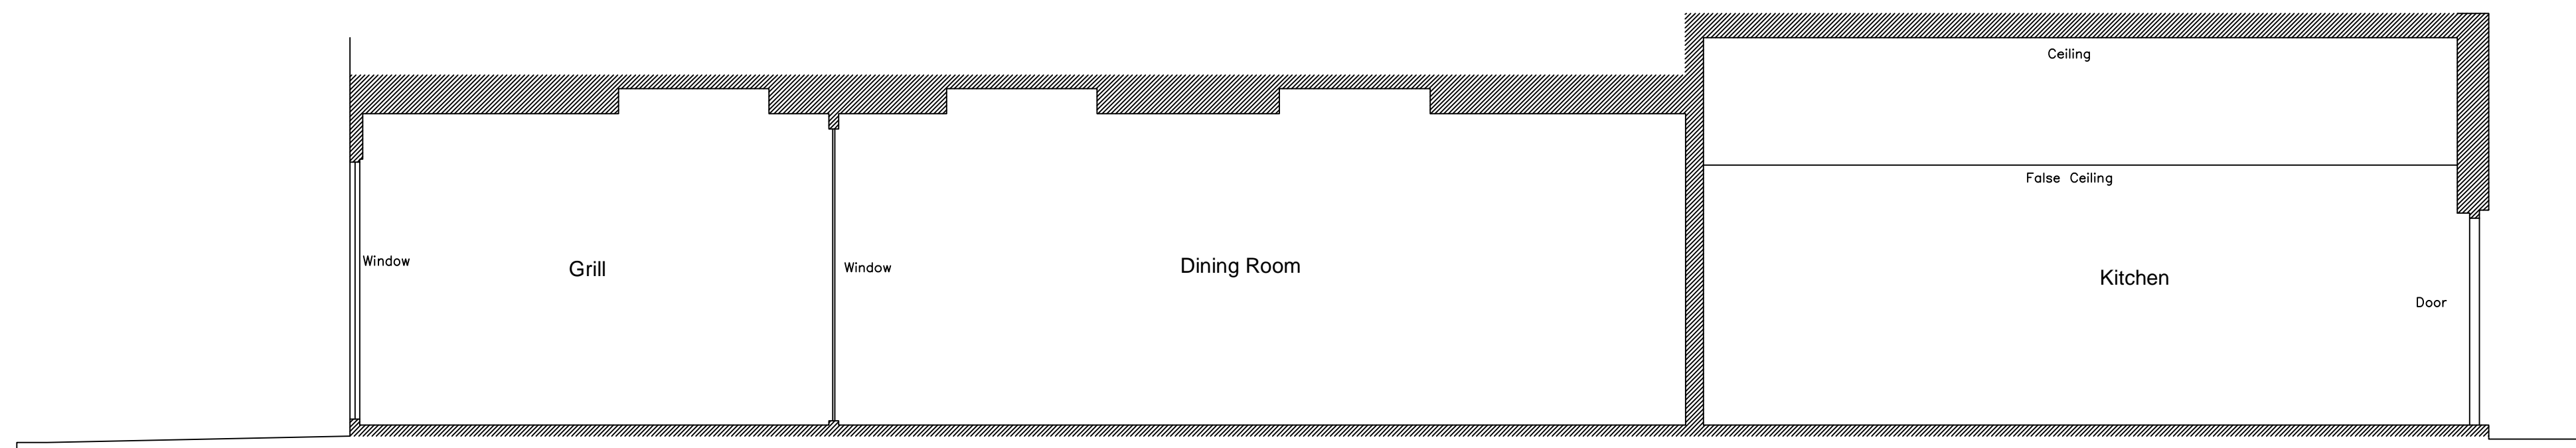 Ceiling
False Ceiling
Window
Grill
Window
Dining Room
Kitchen
Door